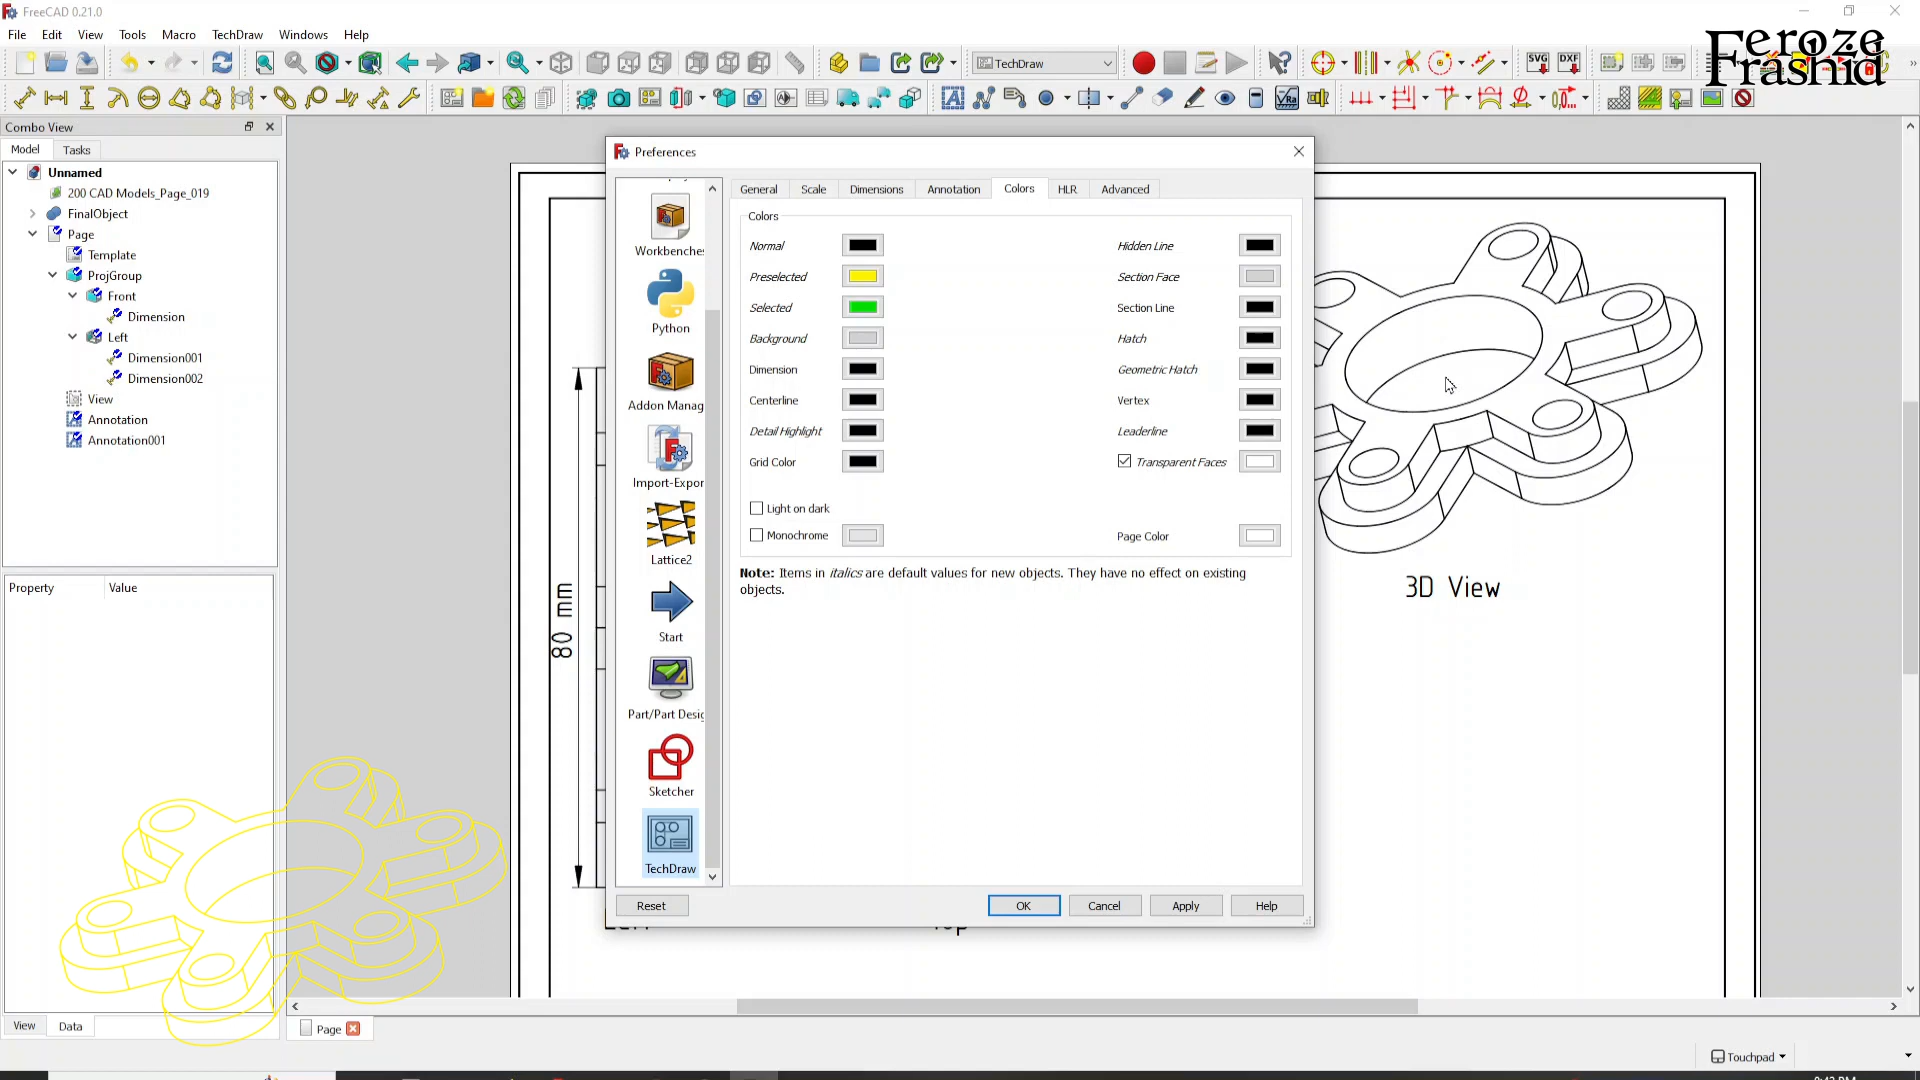 FreeCAD 0.21.0
File Edit View Tools Macro TechDraw Windows Help
Feroze
Frashid
TechDraw
SVG DXF
Combo View
Model Tasks
Unnamed
200 CAD Models_Page_019
FinalObject
Page
Template
ProjGroup
Front
Dimension
Left
Dimension001
Dimension002
View
Annotation
Annotation001
Property Value
View Data
Preferences
Workbenches
Python
Addon Manag
Import-Expor
Lattice2
Start
Part/Part Desig
Sketcher
TechDraw
General Scale Dimensions Annotation Colors HLR Advanced
Colors
Normal Hidden Line
Preselected Section Face
Selected Section Line
Background Hatch
Dimension Geometric Hatch
Centerline Vertex
Detail Highlight Leaderline
Grid Color Transparent Faces
Light on dark
Monochrome Page Color
Note: Items in italics are default values for new objects. They have no effect on existing
objects.
Reset OK Cancel Apply Help
80 mm
3D View
Page
Touchpad